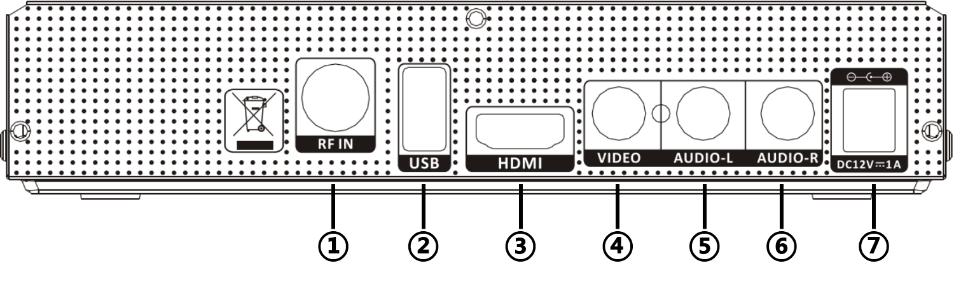 RF IN
USB
HDMI
VIDEO
AUDIO-L
AUDIO-R
DC12V⎓1A
①
②
③
④
⑤
⑥
⑦